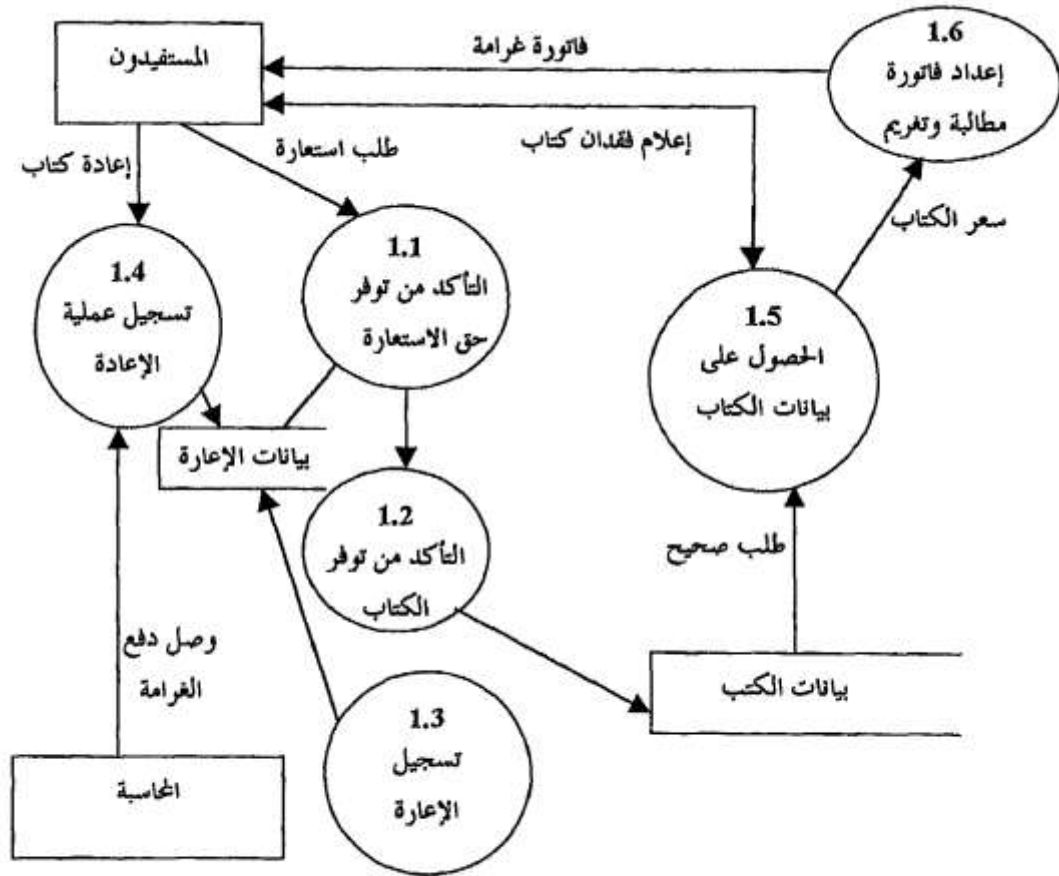 المستفيدون
فاتورة غرامة
1.6
إعداد فاتورة
مطالبة وتغريم
إعلام فقدان كتاب
طلب استعارة
إعادة كتاب
سعر الكتاب
1.1
التأكد من توفر
حق الاستعارة
1.4
تسجيل عملية
الإعادة
1.5
الحصول على
بيانات الكتاب
بيانات الإعارة
1.2
التأكد من توفر
الكتاب
طلب صحيح
وصل دفع
الغرامة
بيانات الكتب
1.3
تسجيل
الإعارة
المحاسبة